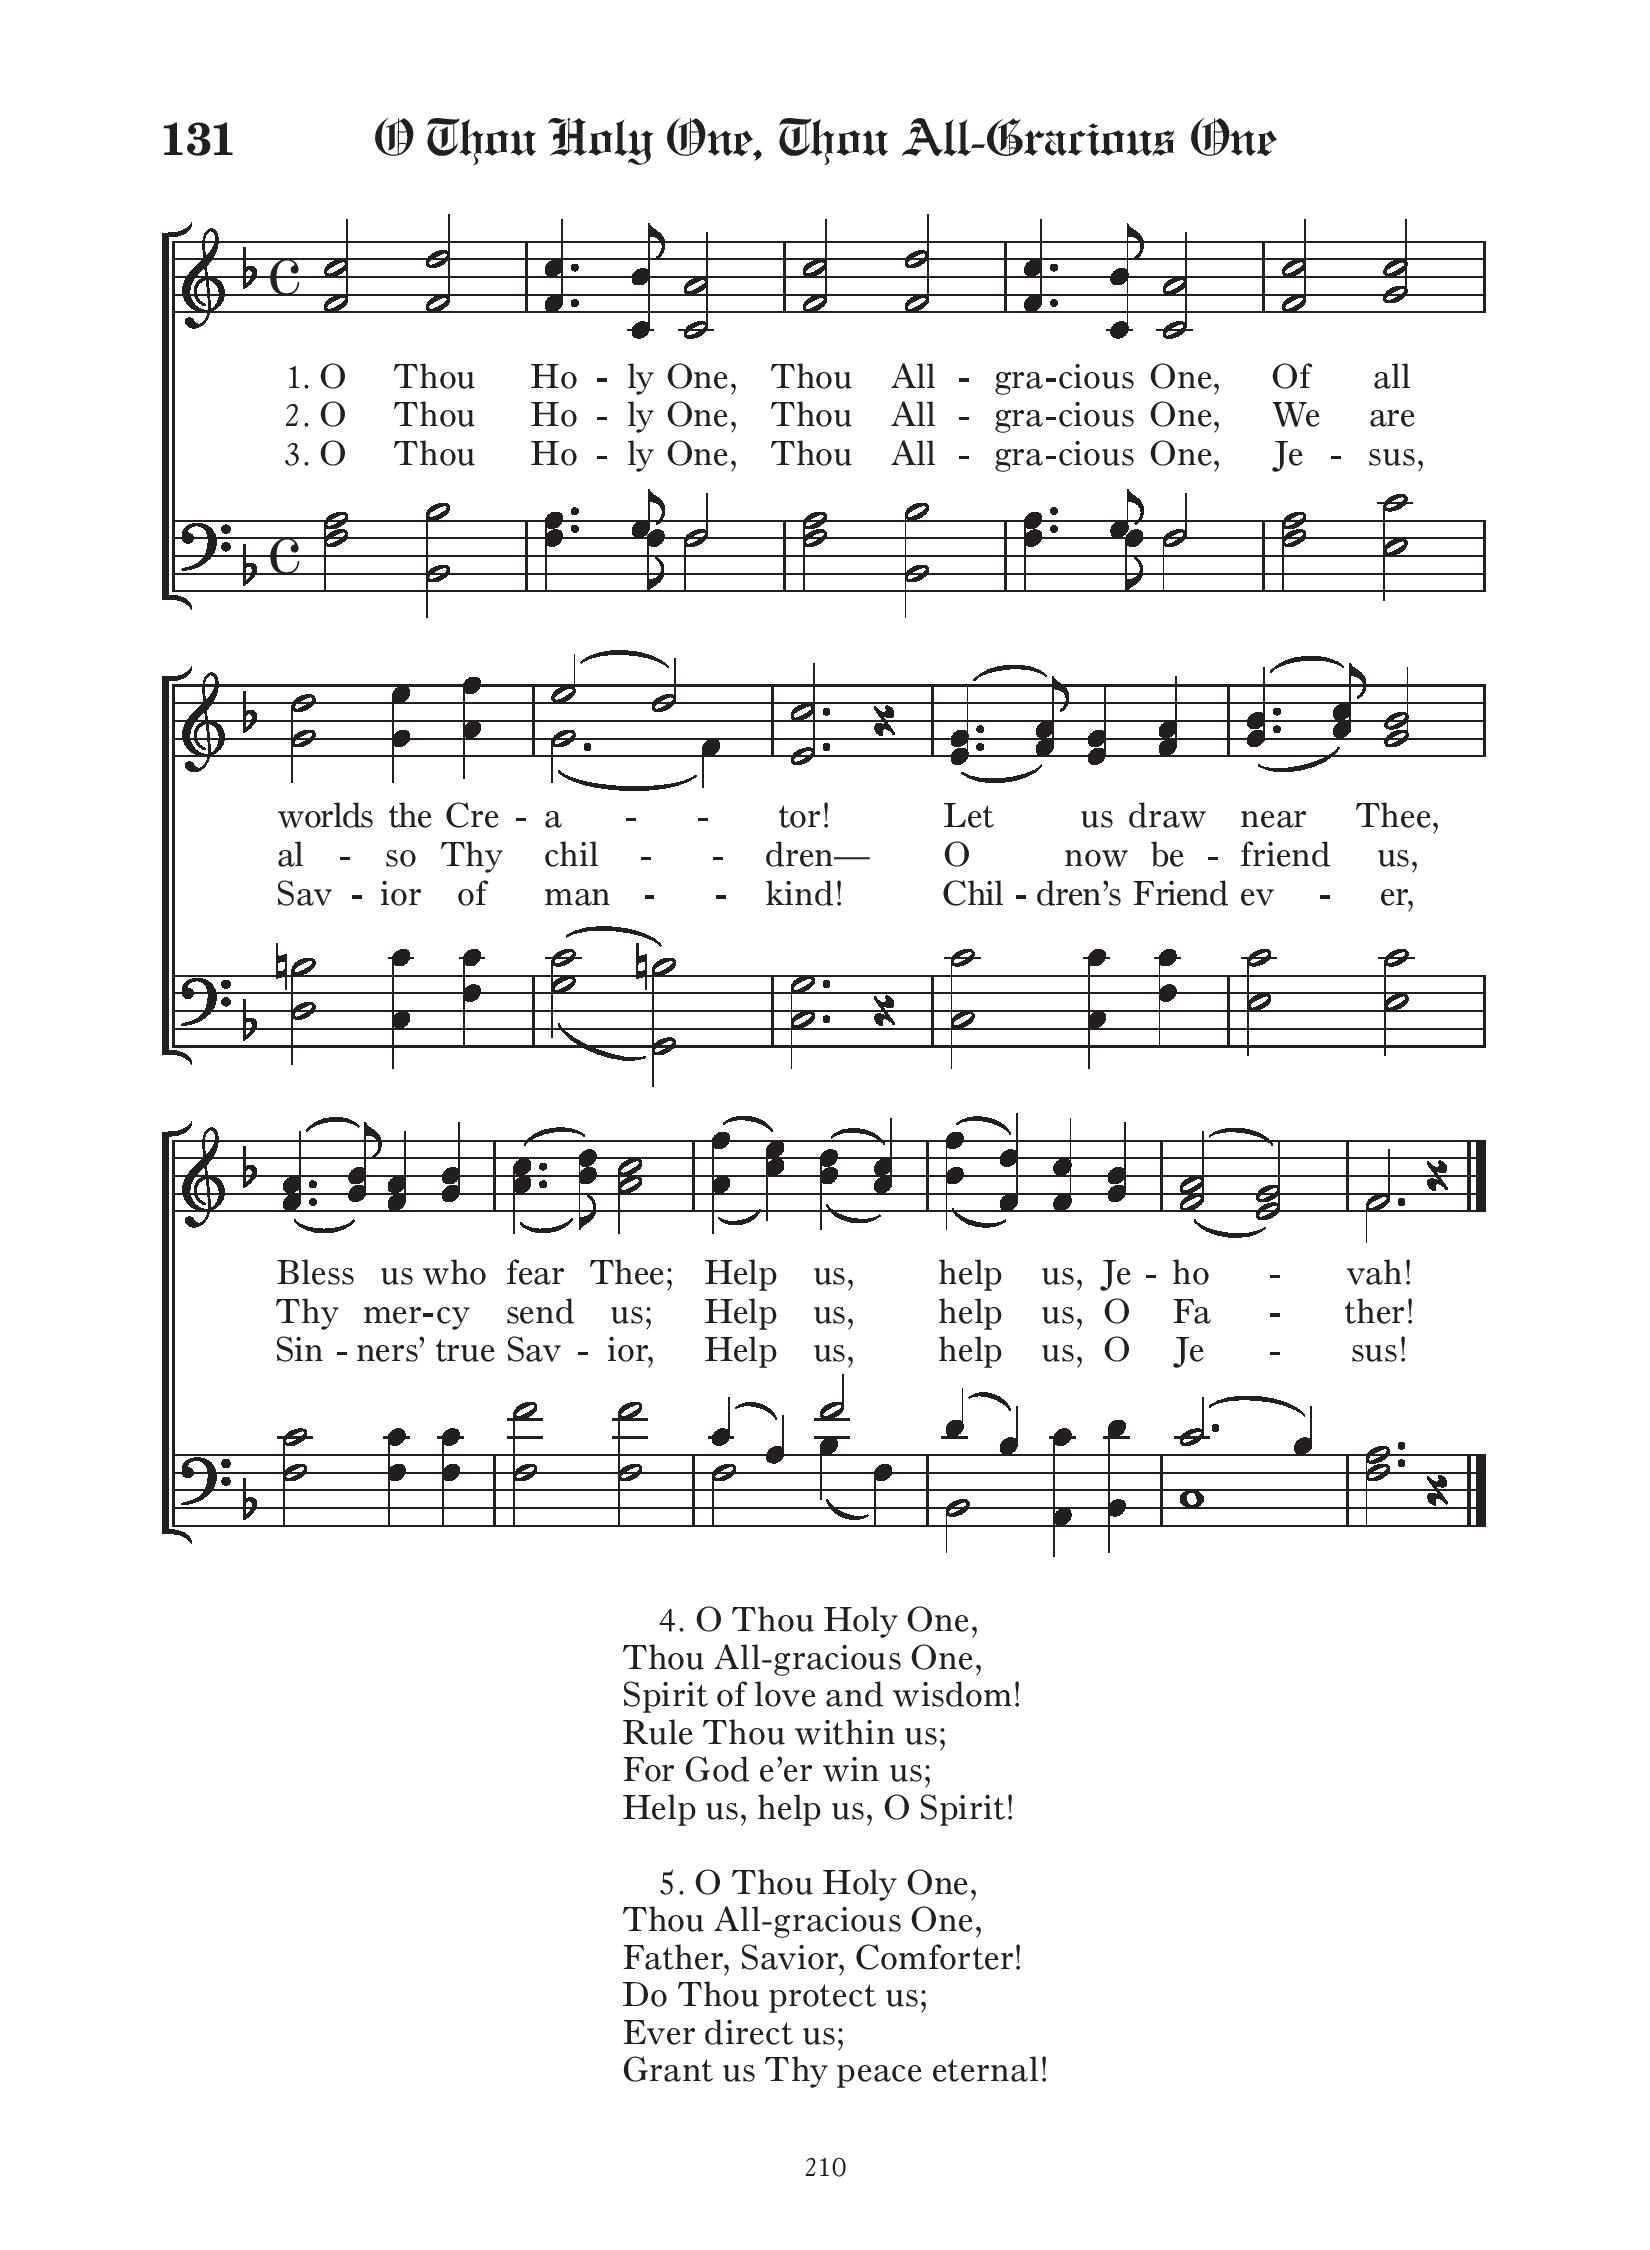 131 O Thou Holy One, Thou All-Gracious One
1. O Thou Ho - ly One, Thou All - gra-cious One, Of all
2. O Thou Ho - ly One, Thou All - gra-cious One, We are
3. O Thou Ho - ly One, Thou All - gra-cious One, Je - sus,
worlds the Cre - a - - tor! Let us draw near Thee,
al - so Thy chil - - dren— O now be - friend us,
Sav - ior of man - - kind! Chil - dren’s Friend ev - er,
Bless us who fear Thee; Help us, help us, Je - ho - vah!
Thy mer-cy send us; Help us, help us, O Fa - ther!
Sin - ners’ true Sav - ior, Help us, help us, O Je - sus!
4. O Thou Holy One,
Thou All-gracious One,
Spirit of love and wisdom!
Rule Thou within us;
For God e’er win us;
Help us, help us, O Spirit!
5. O Thou Holy One,
Thou All-gracious One,
Father, Savior, Comforter!
Do Thou protect us;
Ever direct us;
Grant us Thy peace eternal!
210